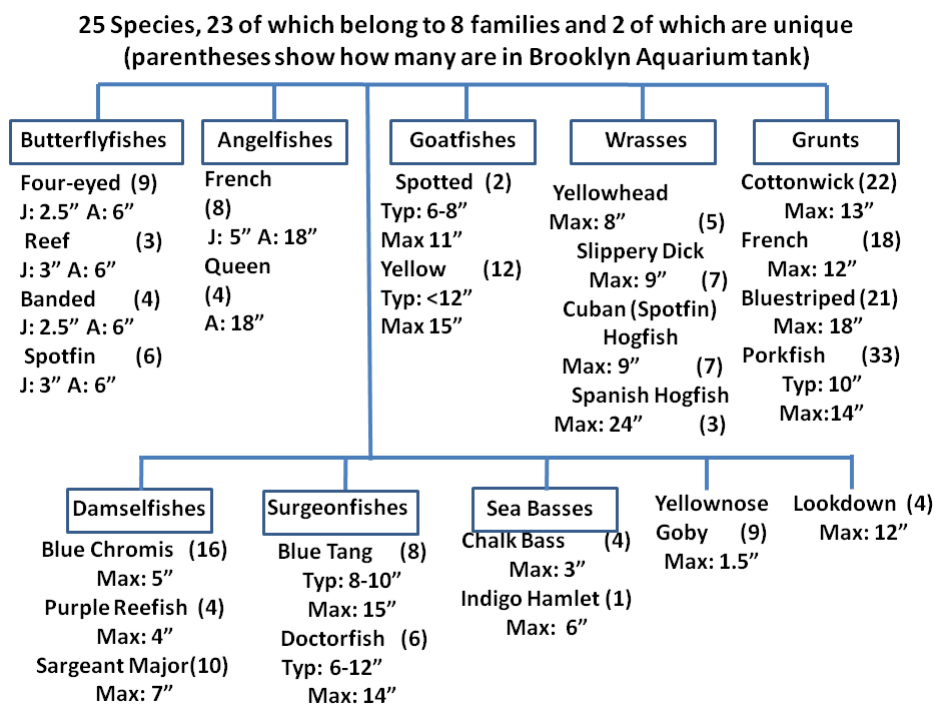 25 Species, 23 of which belong to 8 families and 2 of which are unique
(parentheses show how many are in Brooklyn Aquarium tank)
Butterflyfishes
Four-eyed (9)
J: 2.5” A: 6”
Reef (3)
J: 3” A: 6”
Banded (4)
J: 2.5” A: 6”
Spotfin (6)
J: 3” A: 6”
Angelfishes
French
(8)
J: 5” A: 18”
Queen
(4)
A: 18”
Goatfishes
Spotted (2)
Typ: 6-8”
Max 11”
Yellow (12)
Typ: <12”
Max 15”
Wrasses
Yellowhead
Max: 8” (5)
Slippery Dick
Max: 9” (7)
Cuban (Spotfin)
Hogfish
Max: 9” (7)
Spanish Hogfish
Max: 24” (3)
Grunts
Cottonwick (22)
Max: 13”
French (18)
Max: 12”
Bluestriped (21)
Max: 18”
Porkfish (33)
Typ: 10”
Max:14”
Damselfishes
Blue Chromis (16)
Max: 5”
Purple Reefish (4)
Max: 4”
Sargeant Major(10)
Max: 7”
Surgeonfishes
Blue Tang (8)
Typ: 8-10”
Max: 15”
Doctorfish (6)
Typ: 6-12”
Max: 14”
Sea Basses
Chalk Bass (4)
Max: 3”
Indigo Hamlet (1)
Max: 6”
Yellownose
Goby (9)
Max: 1.5”
Lookdown (4)
Max: 12”